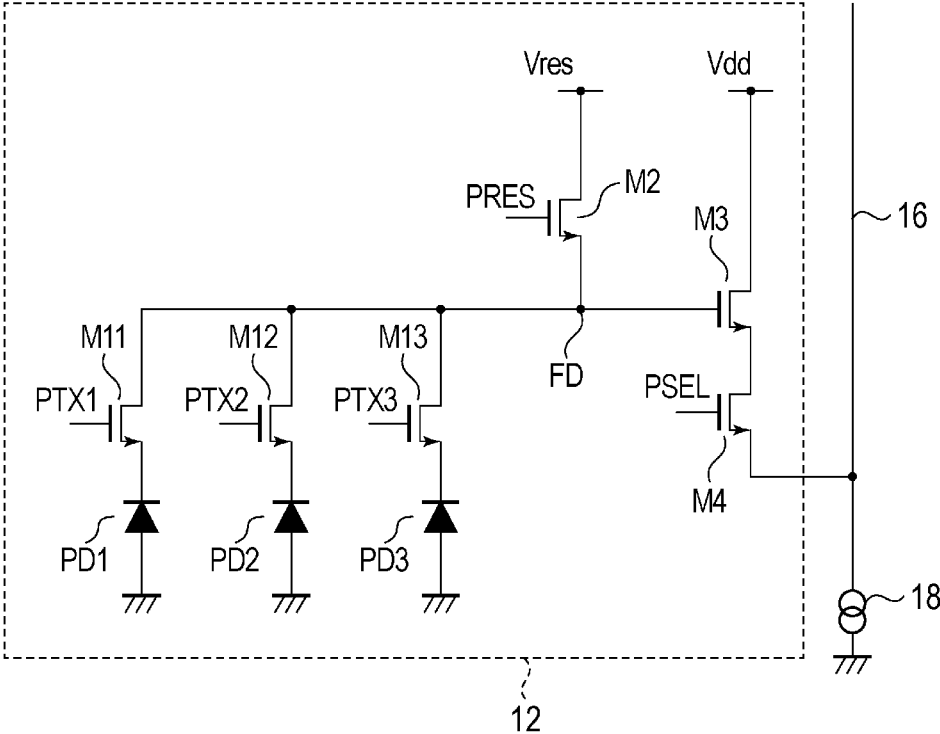 Vres
Vdd
PRES
M2
M3
16
M11
M12
M13
FD
PTX1
PTX2
PTX3
PSEL
M4
PD1
PD2
PD3
18
12